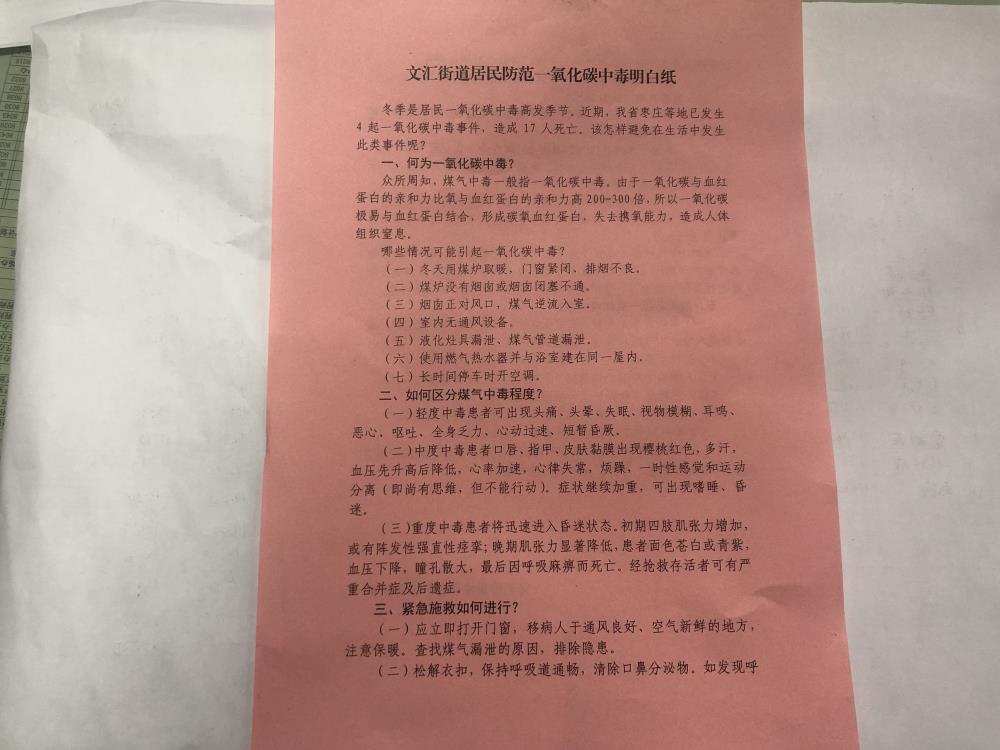 文汇街道居民防范一氧化碳中毒明白纸
冬季是居民一氧化碳中毒高发季节。近期，我省枣庄等地已发生
4 起一氧化碳中毒事件，造成 17 人死亡。该怎样避免在生活中发生
此类事件呢？
一、何为一氧化碳中毒？
众所周知，煤气中毒一般指一氧化碳中毒。由于一氧化碳与血红
蛋白的亲和力比氧与血红蛋白的亲和力高 200-300 倍，所以一氧化碳
极易与血红蛋白结合，形成碳氧血红蛋白，失去携氧能力，造成人体
组织窒息。
哪些情况可能引起一氧化碳中毒？
（一）冬天用煤炉取暖、门窗紧闭、排烟不良。
（二）煤炉没有烟囱或烟囱闭塞不通。
（三）烟囱正对风口，煤气逆流入室。
（四）室内无通风设备。
（五）液化灶具漏泄、煤气管道漏泄。
（六）使用燃气热水器并与浴室建在同一屋内。
（七）长时间停车时开空调。
二、如何区分煤气中毒程度？
（一）轻度中毒患者可出现头痛、头晕、失眠、视物模糊、耳鸣、
恶心、呕吐、全身乏力、心动过速、短暂昏厥。
（二）中度中毒患者口唇、指甲、皮肤黏膜出现樱桃红色，多汗，
血压先升高后降低，心率加速，心律失常，烦躁，一时性感觉和运动
分离（即尚有思维，但不能行动）。症状继续加重，可出现嗜睡、昏
迷。
（三）重度中毒患者将迅速进入昏迷状态。初期四肢肌张力增加，
或有阵发性强直性痉挛；晚期肌张力显著降低，患者面色苍白或青紫，
血压下降，瞳孔散大，最后因呼吸麻痹而死亡。经抢救存活者可有严
重合并症及后遗症。
三、紧急施救如何进行？
（一）应立即打开门窗，移病人于通风良好、空气新鲜的地方，
注意保暖。查找煤气漏泄的原因，排除隐患。
（二）松解衣扣，保持呼吸道通畅，清除口鼻分泌物。如发现呼